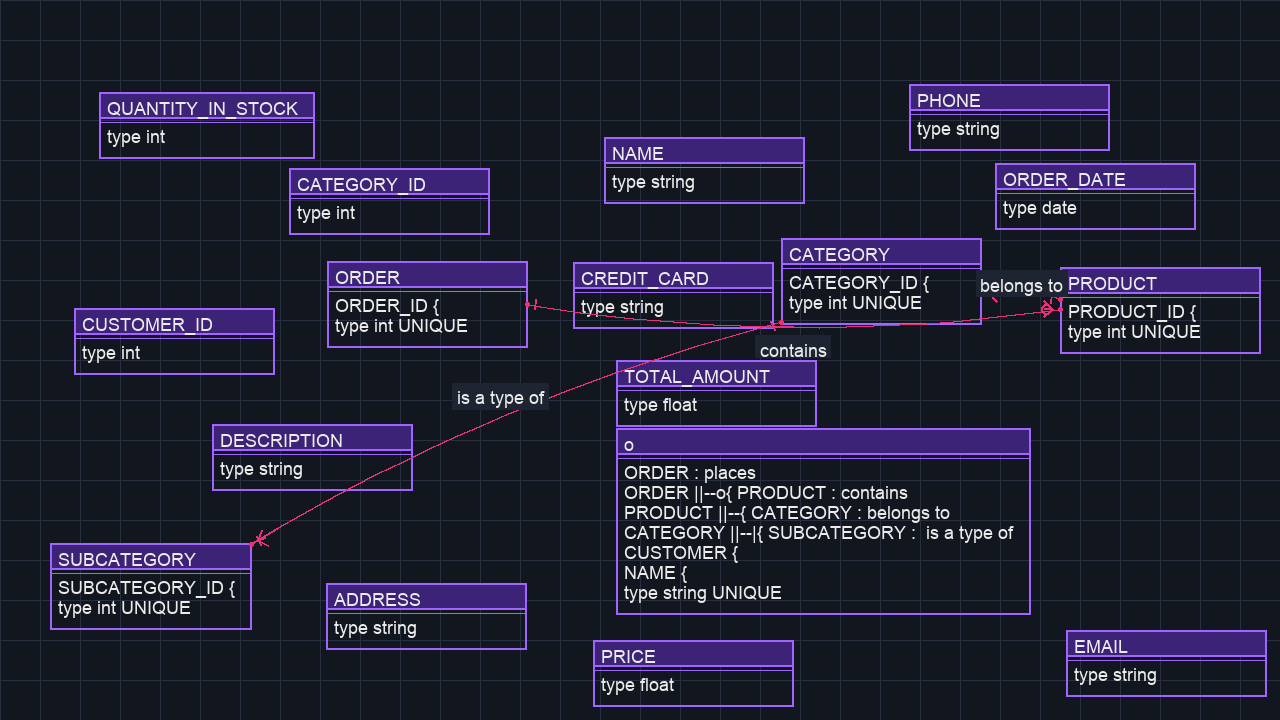 PHONE
type string
QUANTITY_IN_STOCK
type int
NAME
type string
CATEGORY_ID
type int
ORDER_DATE
type date
CATEGORY
CATEGORY_ID {
type int UNIQUE
ORDER
ORDER_ID {
type int UNIQUE
CREDIT_CARD
type string
belongs to
PRODUCT
PRODUCT_ID {
type int UNIQUE
CUSTOMER_ID
type int
contains
TOTAL_AMOUNT
type float
is a type of
DESCRIPTION
type string
o
ORDER : places
ORDER ||--o{ PRODUCT : contains
PRODUCT ||--{ CATEGORY : belongs to
CATEGORY ||--|{ SUBCATEGORY :  is a type of
CUSTOMER {
NAME {
type string UNIQUE
SUBCATEGORY
SUBCATEGORY_ID {
type int UNIQUE
ADDRESS
type string
PRICE
type float
EMAIL
type string